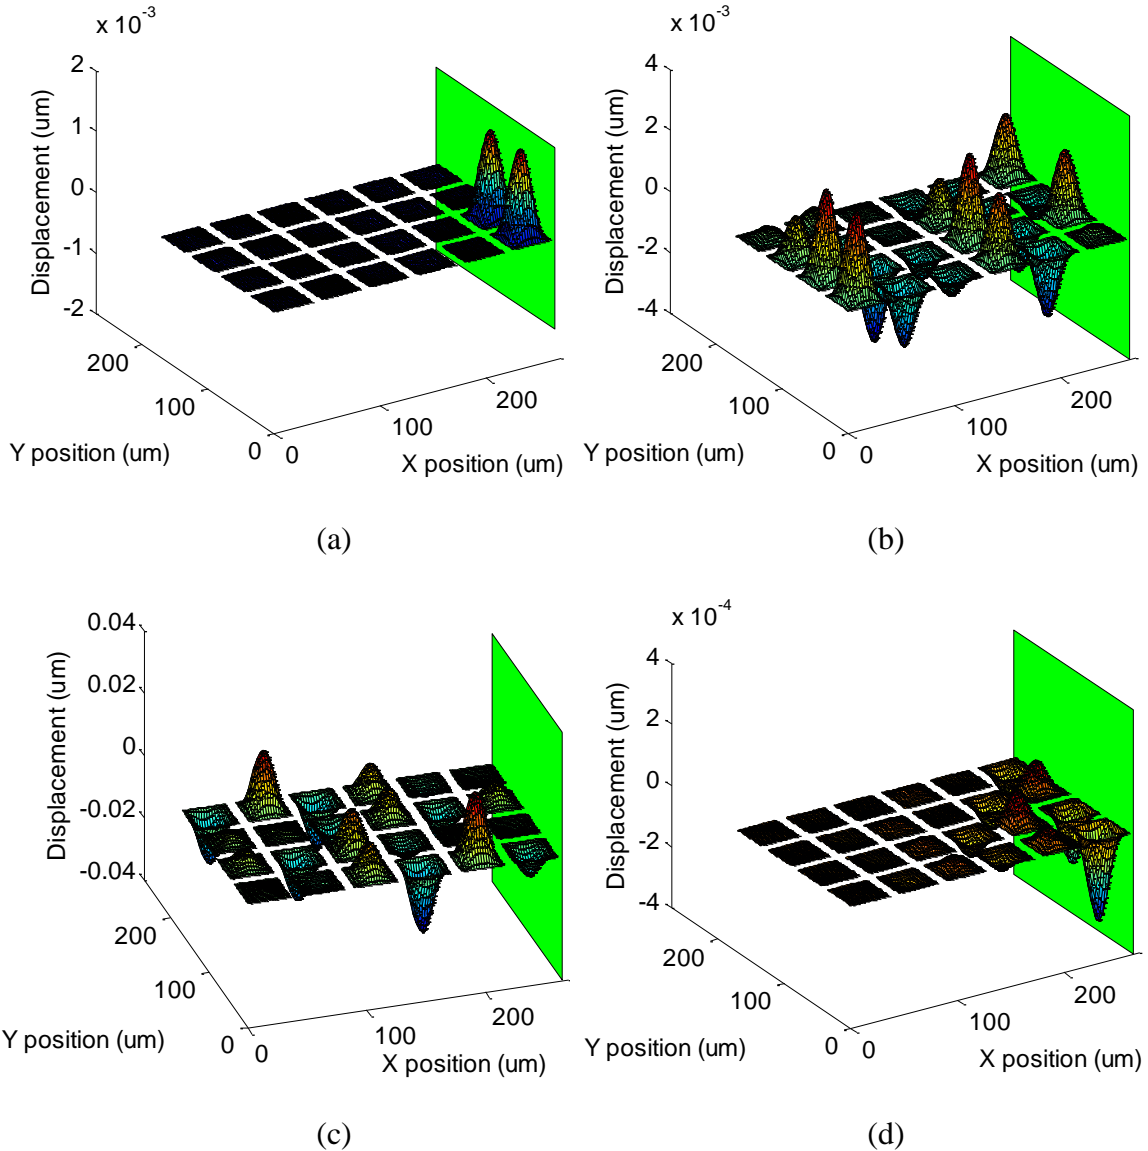 x 10-3
2
1
0
-1
-2
Displacement (um)
200
100
0
Y position (um)
0
100
200
X position (um)
(a)
x 10-3
4
2
0
-2
-4
Displacement (um)
200
100
0
Y position (um)
0
100
200
X position (um)
(b)
0.04
0.02
0
-0.02
-0.04
Displacement (um)
200
100
0
Y position (um)
0
100
200
X position (um)
(c)
x 10-4
4
2
0
-2
-4
Displacement (um)
200
100
0
Y position (um)
0
100
200
X position (um)
(d)